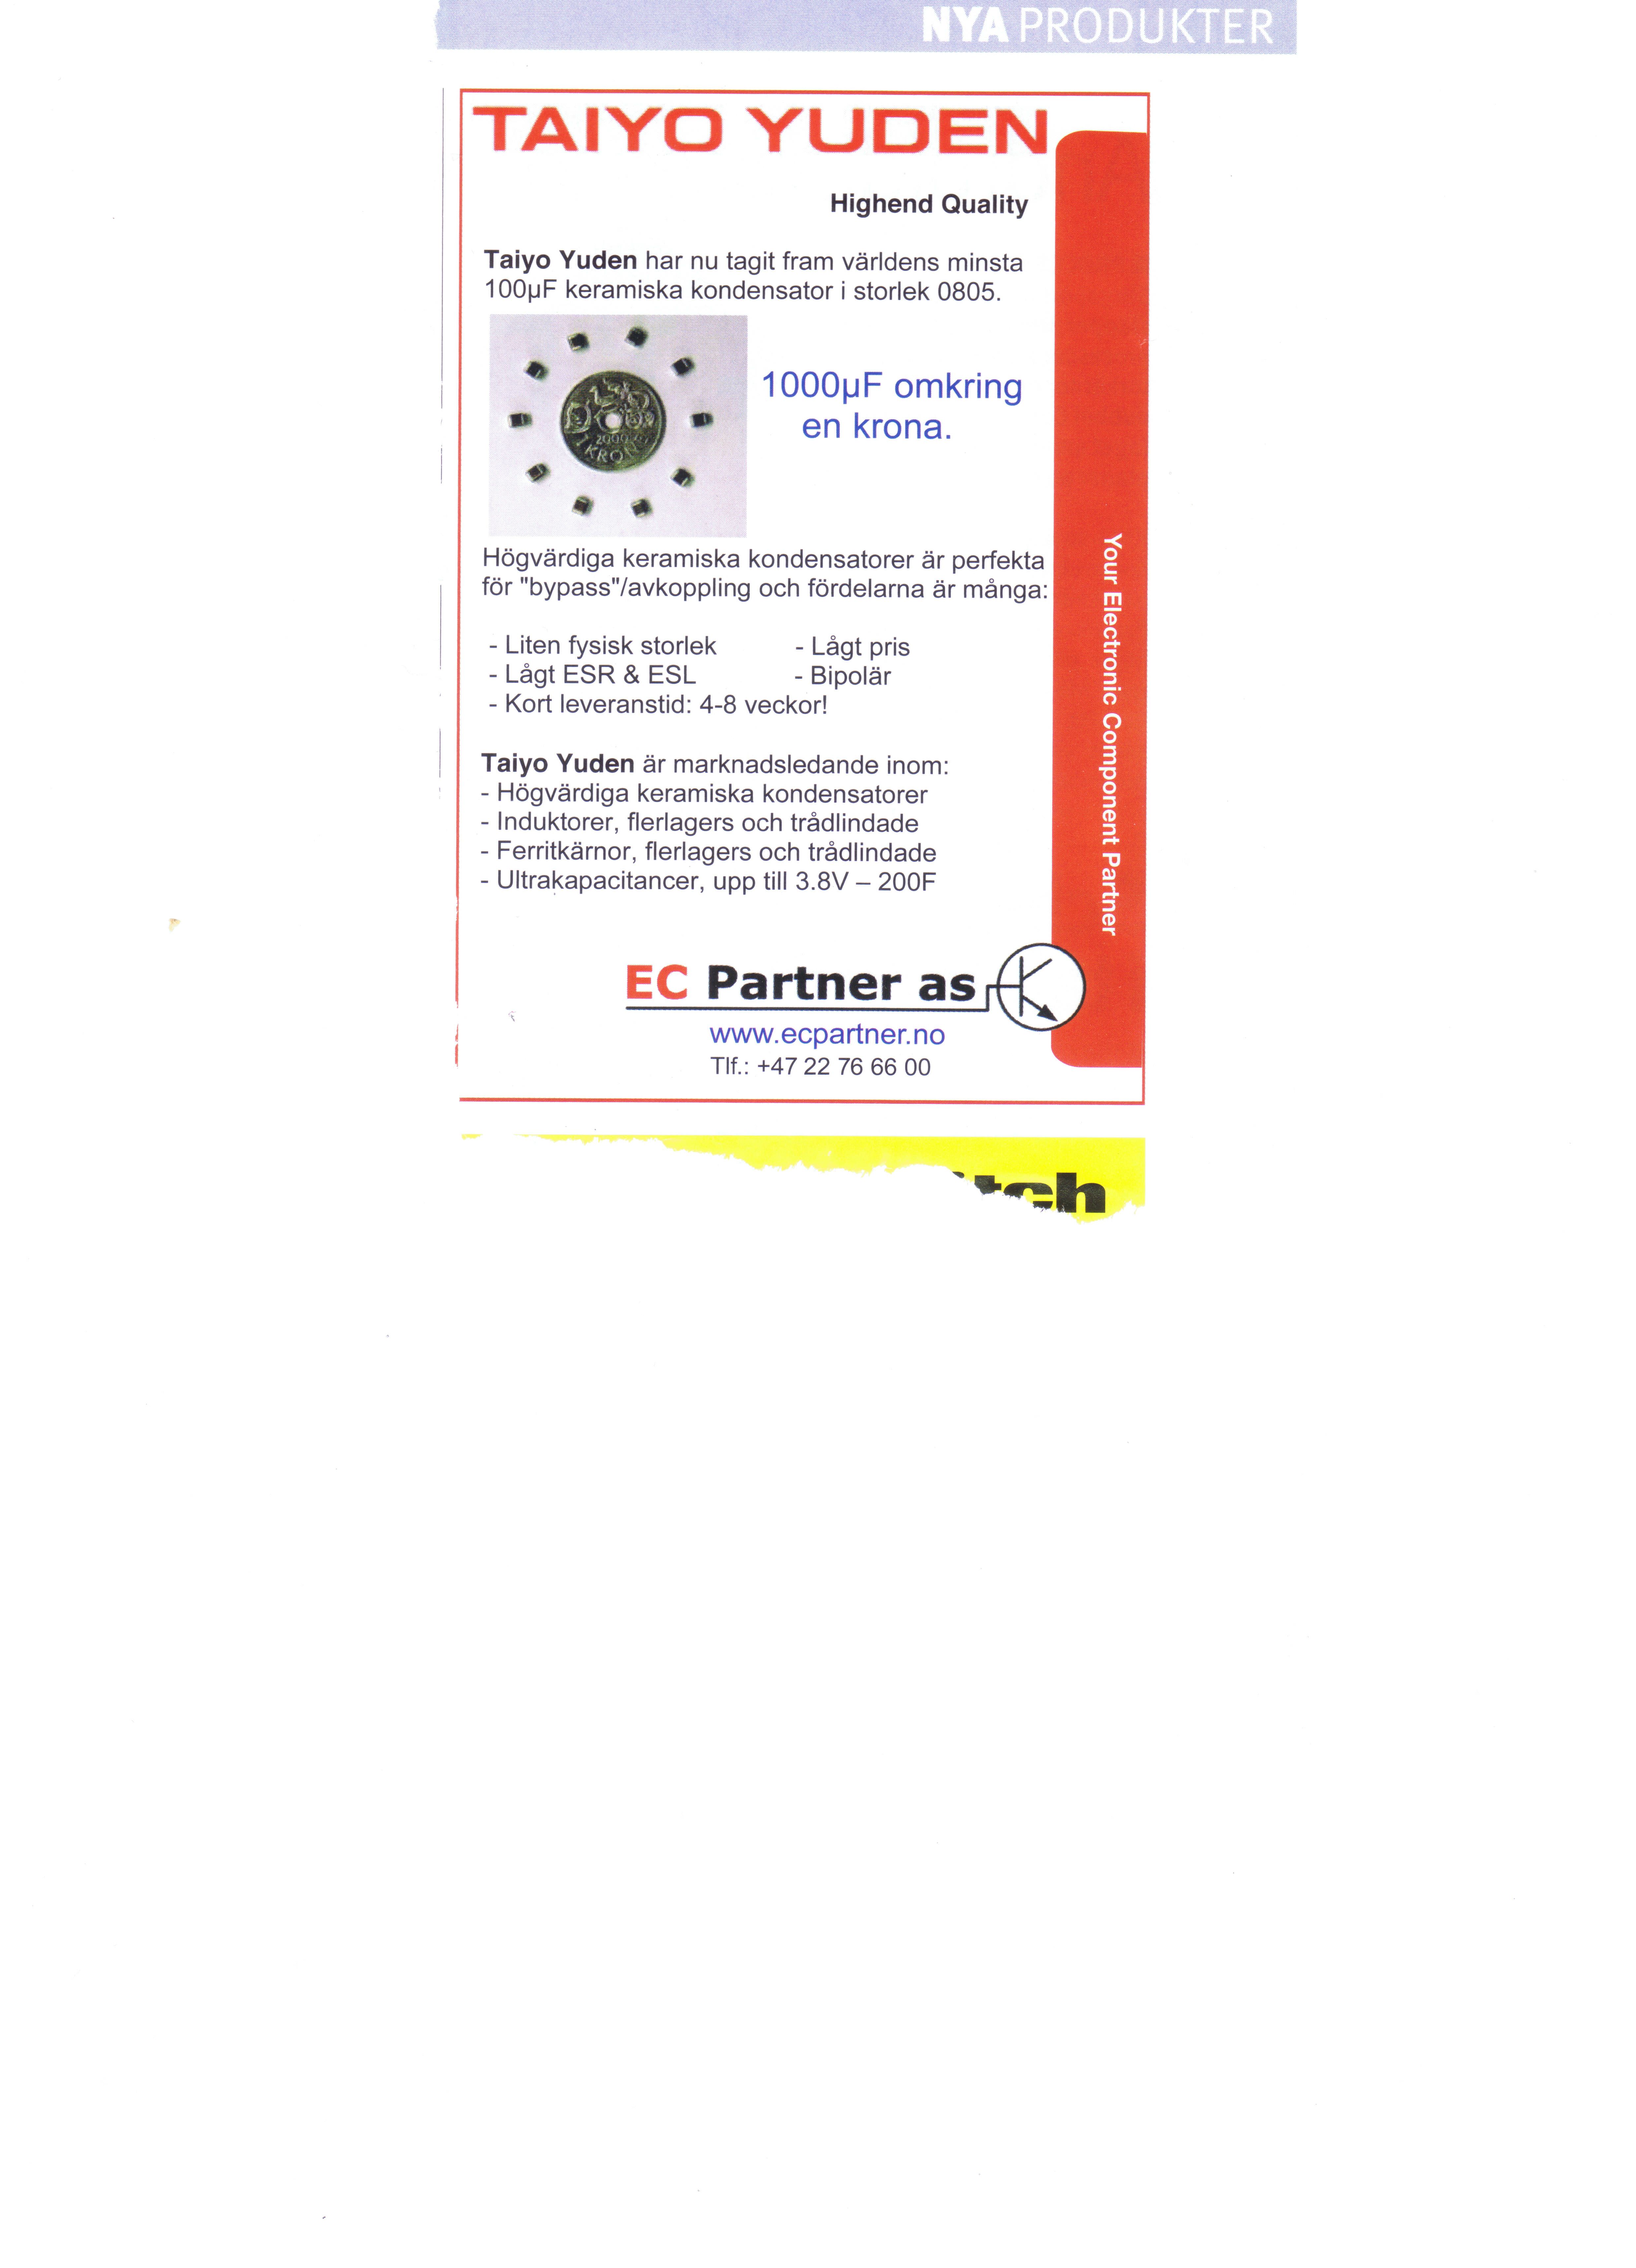 NYA PRODUKTER
TAIYO YUDEN
Highend Quality
Taiyo Yuden har nu tagit fram världens minsta
100µF keramiska kondensator i storlek 0805.
1000µF omkring
en krona.
2000
1 KRONE
Högvärdiga keramiska kondensatorer är perfekta
för "bypass"/avkoppling och fördelarna är många:
- Liten fysisk storlek - Lågt pris
- Lågt ESR & ESL - Bipolär
- Kort leveranstid: 4-8 veckor!
Taiyo Yuden är marknadsledande inom:
- Högvärdiga keramiska kondensatorer
- Induktorer, flerlagers och trådlindade
- Ferritkärnor, flerlagers och trådlindade
- Ultrakapacitancer, upp till 3.8V – 200F
EC Partner as
www.ecpartner.no
Tlf.: +47 22 76 66 00
Your Electronic Component Partner